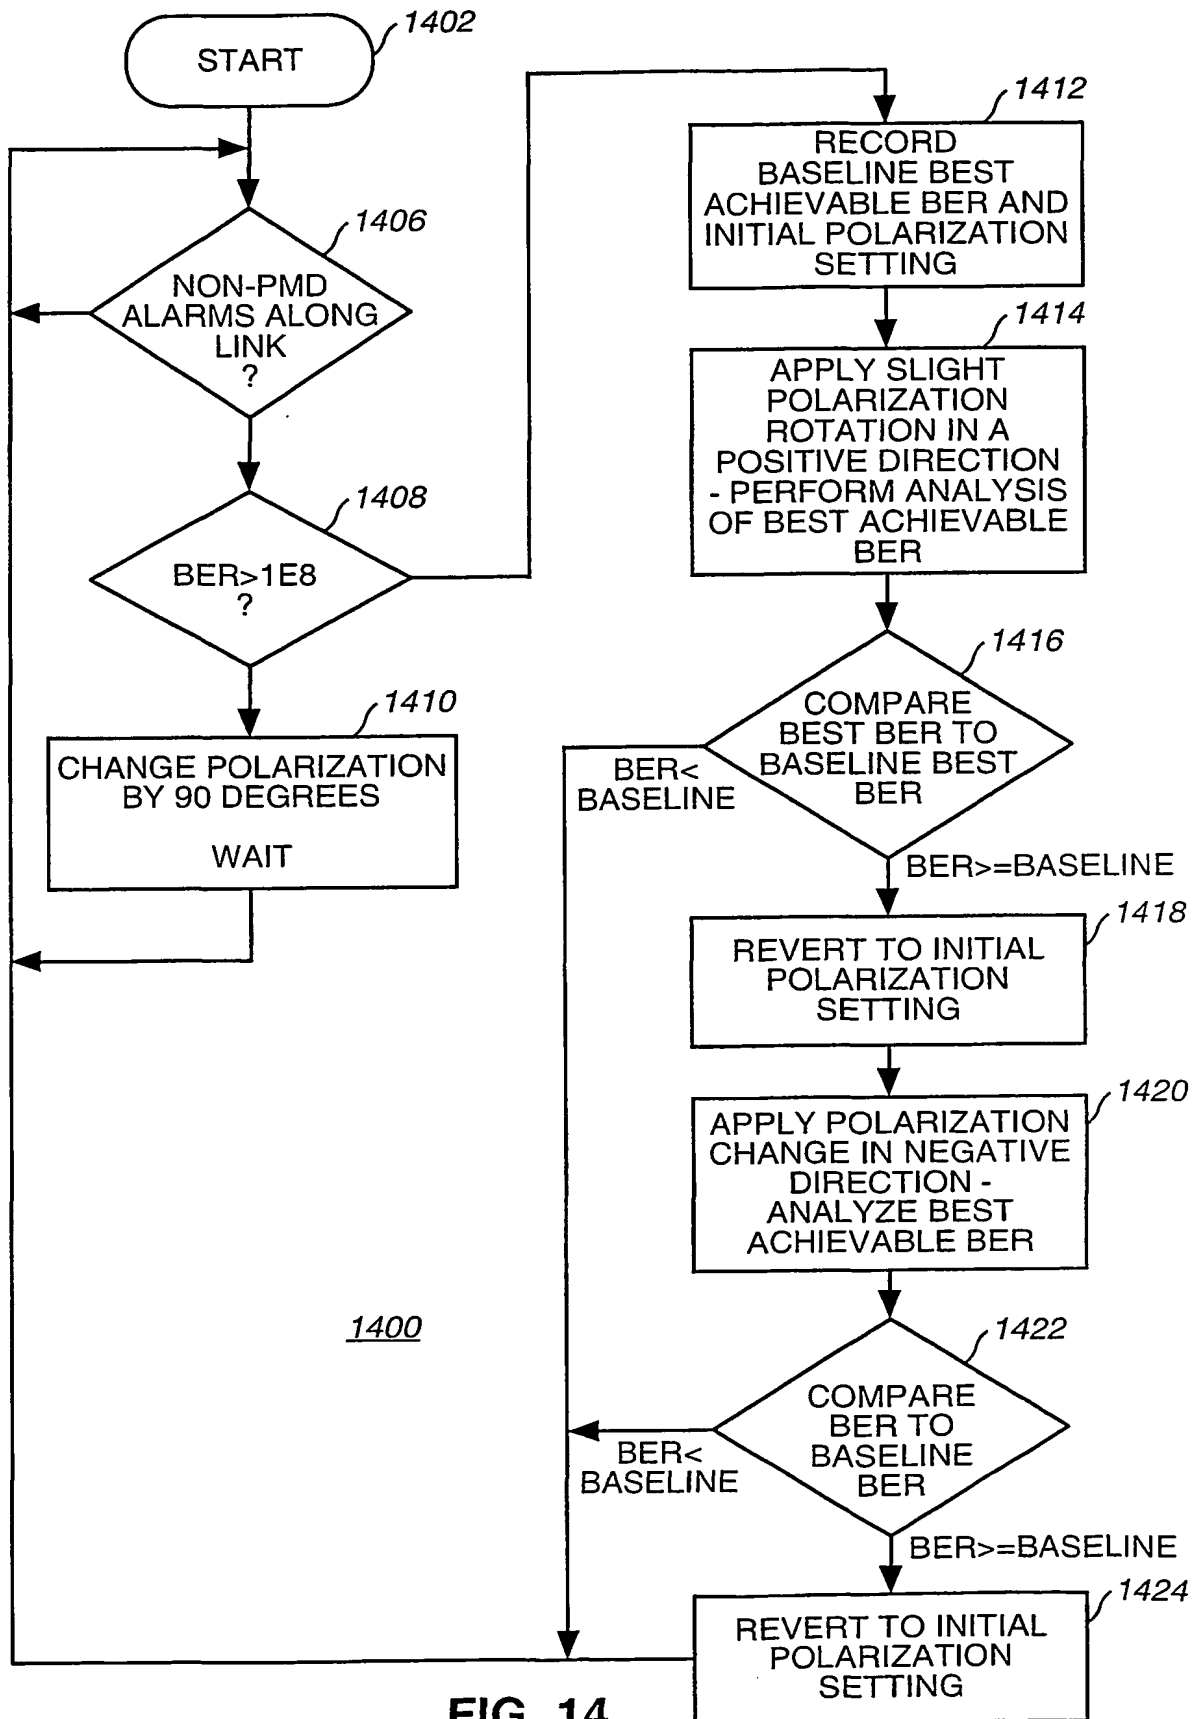 START
1402
NON-PMD
ALARMS ALONG
LINK
?
1406
BER>1E8
?
1408
CHANGE POLARIZATION
BY 90 DEGREES
WAIT
1410
RECORD
BASELINE BEST
ACHIEVABLE BER AND
INITIAL POLARIZATION
SETTING
1412
APPLY SLIGHT
POLARIZATION
ROTATION IN A
POSITIVE DIRECTION
- PERFORM ANALYSIS
OF BEST ACHIEVABLE
BER
1414
COMPARE
BEST BER TO
BASELINE BEST
BER
1416
BER<
BASELINE
BER>=BASELINE
REVERT TO INITIAL
POLARIZATION
SETTING
1418
APPLY POLARIZATION
CHANGE IN NEGATIVE
DIRECTION -
ANALYZE BEST
ACHIEVABLE BER
1420
COMPARE
BER TO
BASELINE
BER
1422
BER<
BASELINE
BER>=BASELINE
REVERT TO INITIAL
POLARIZATION
SETTING
1424
1400
FIG. 14